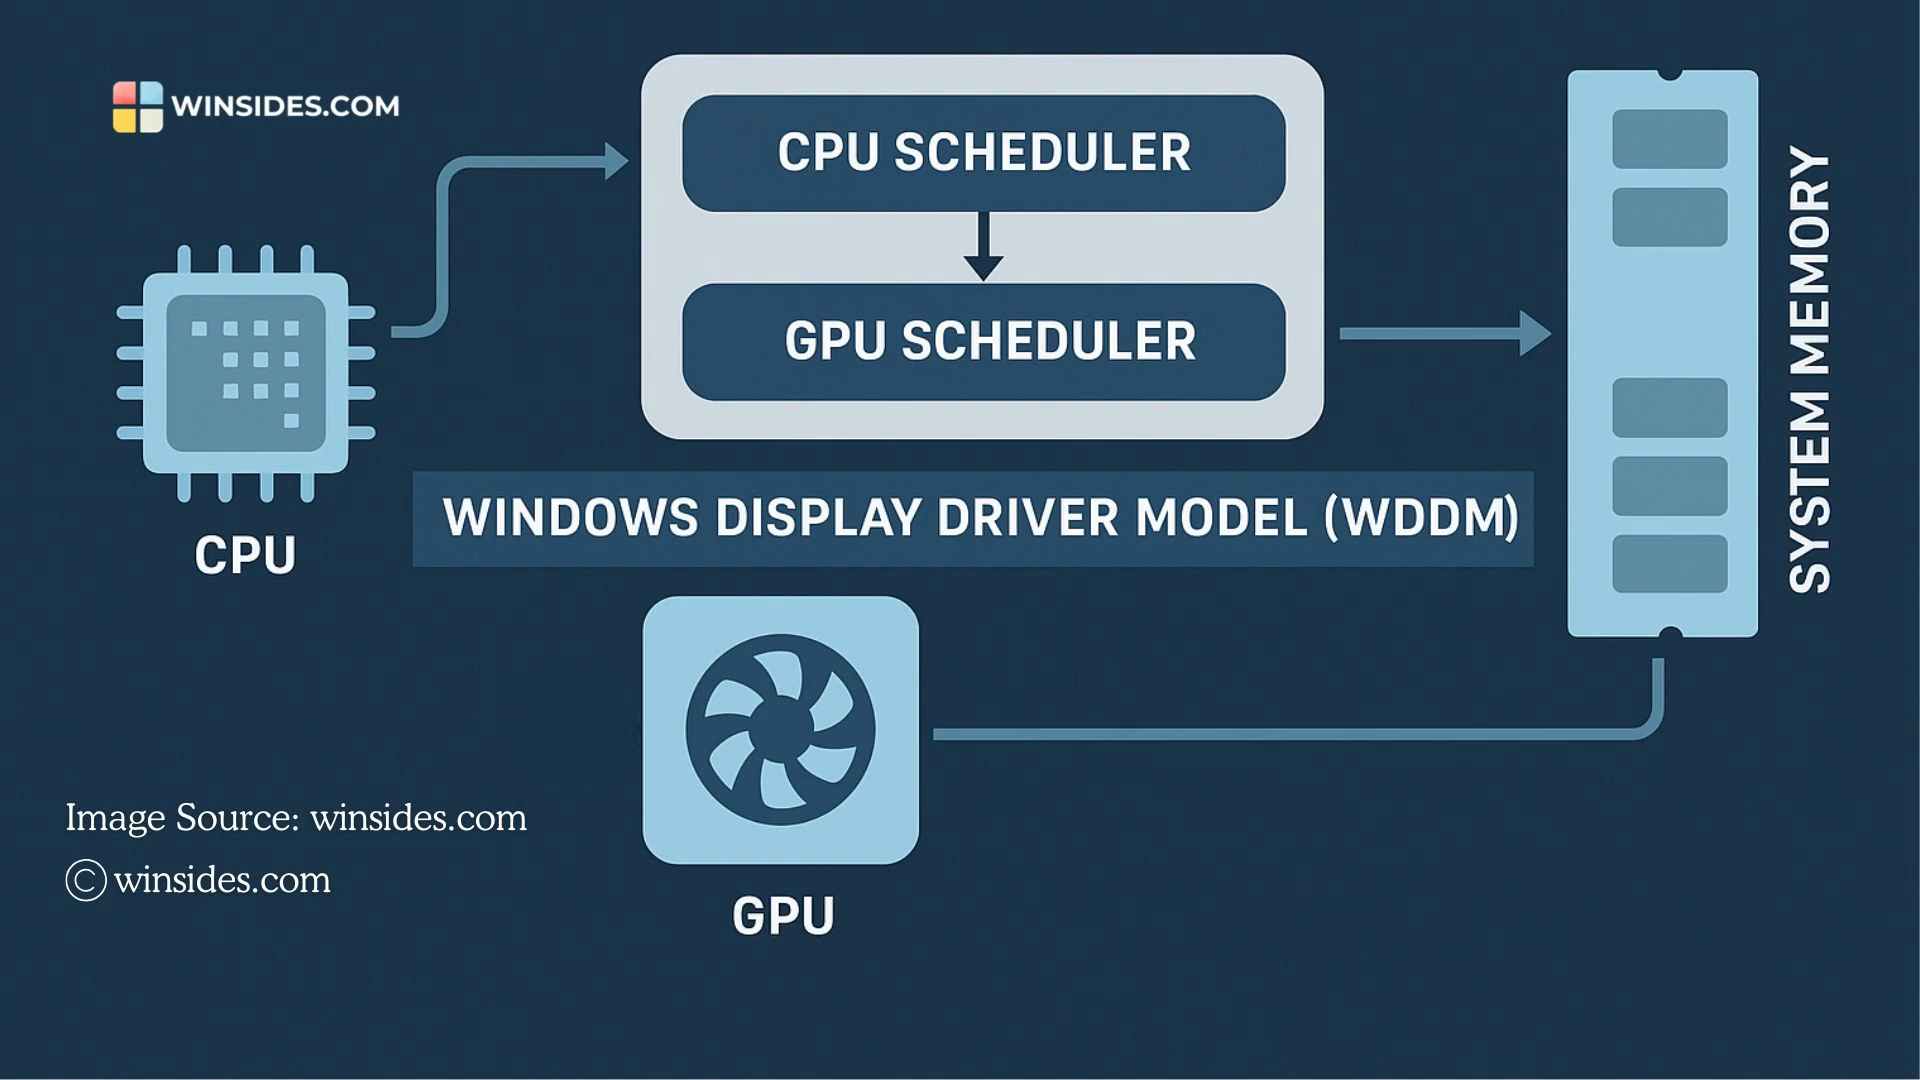 WINSIDES.COM
CPU SCHEDULER
GPU SCHEDULER
SYSTEM MEMORY
WINDOWS DISPLAY DRIVER MODEL (WDDM)
CPU
Image Source: winsides.com
© winsides.com
GPU